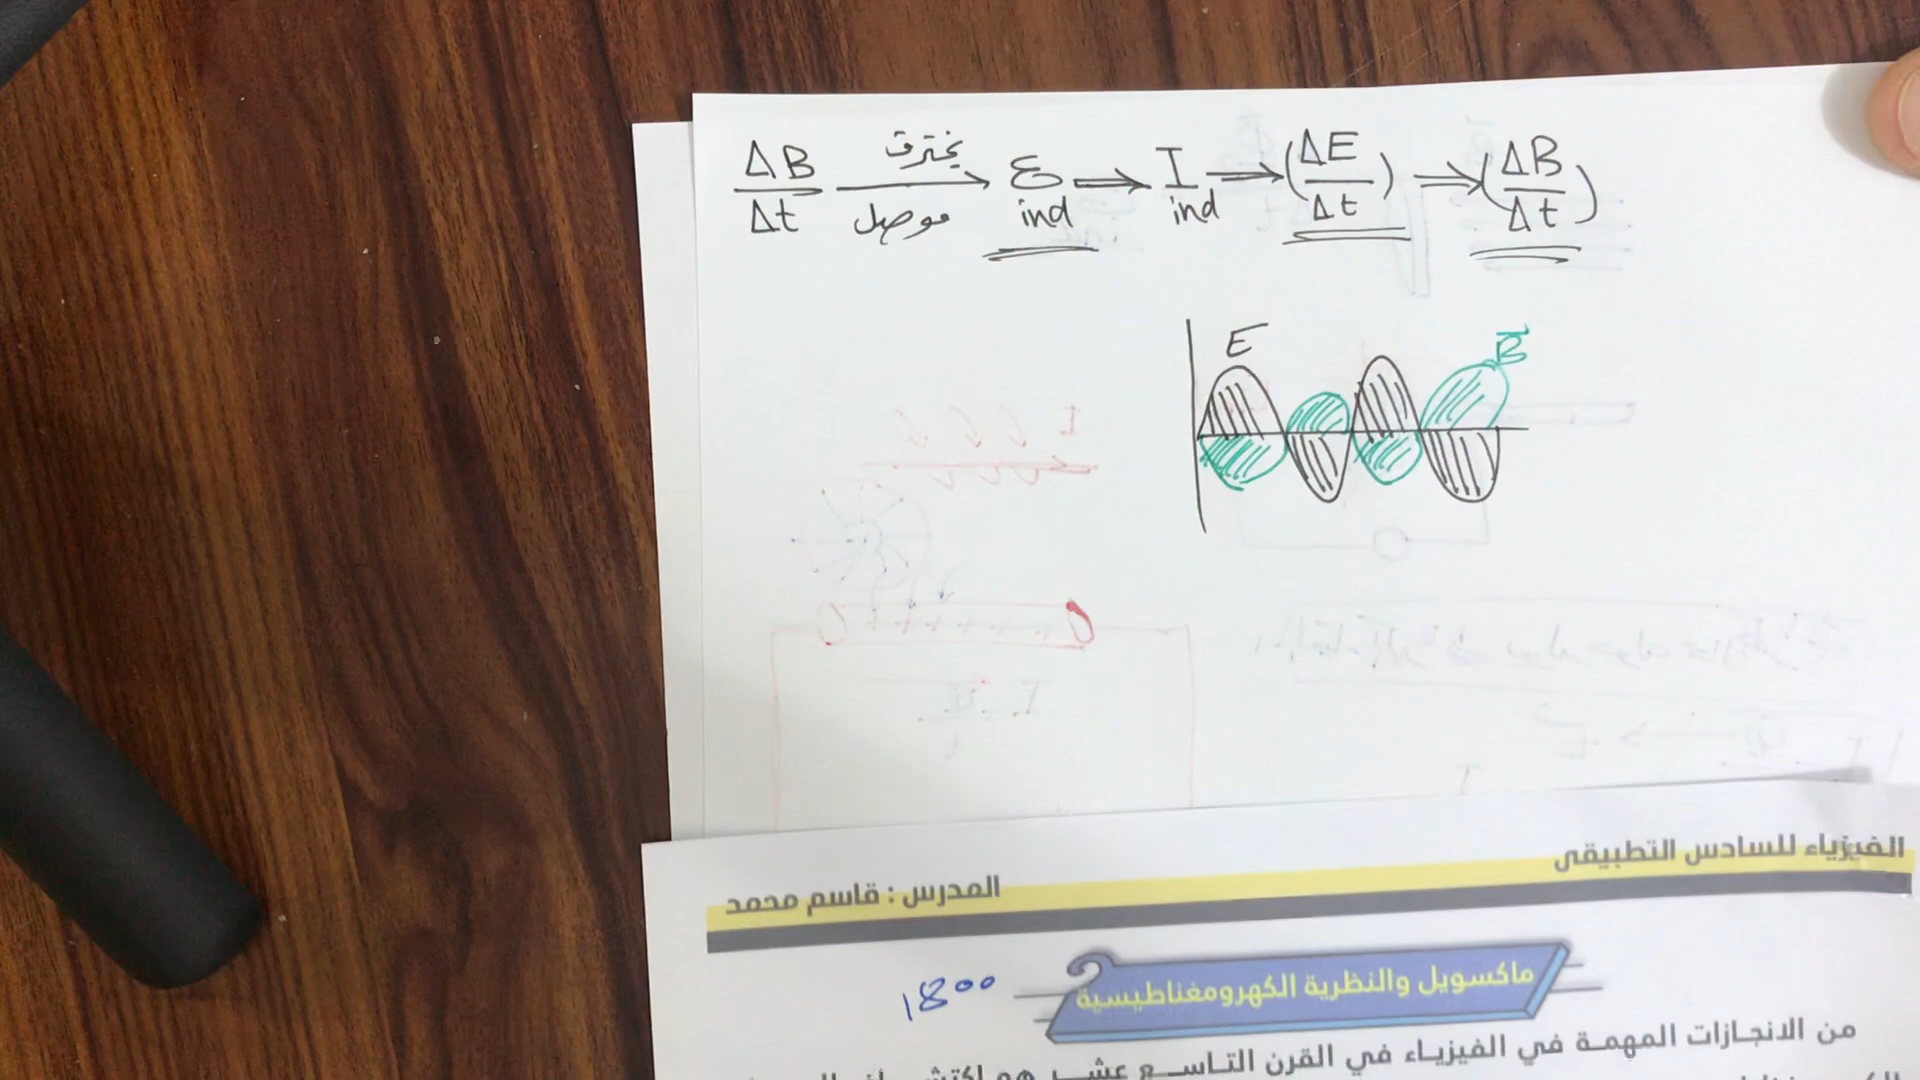 ΔB/Δt يخترق موصل → ε ind → I ind → (ΔE/Δt) → (ΔB/Δt)
E B
الفيزياء للسادس التطبيقي
المدرس : قاسم محمد
ماكسويل والنظرية الكهرومغناطيسية
1800
من الانجازات المهمة في الفيزياء في القرن التاسع عشر هو